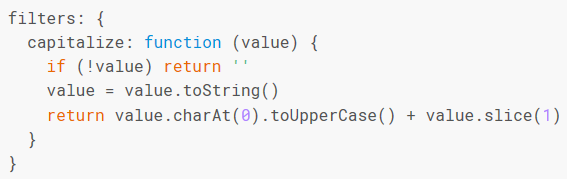 filters: {
  capitalize: function (value) {
    if (!value) return ''
    value = value.toString()
    return value.charAt(0).toUpperCase() + value.slice(1)
  }
}